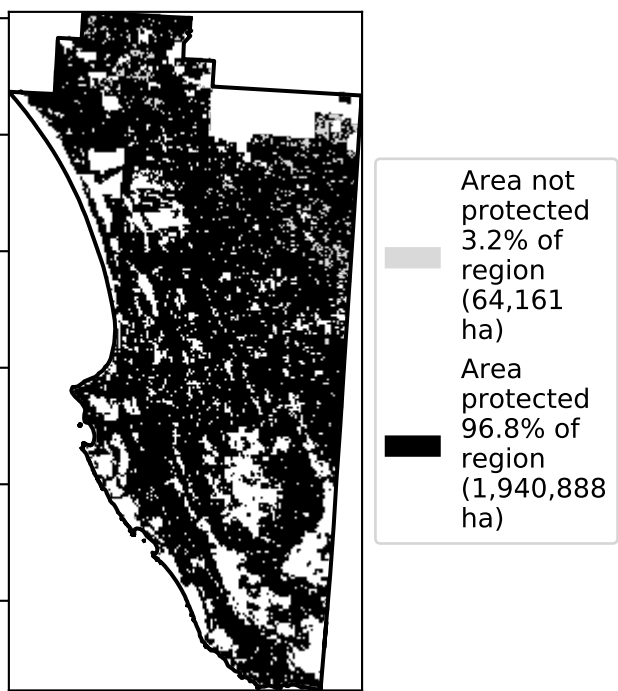 Area not
protected
3.2% of
region
(64,161
ha)
Area
protected
96.8% of
region
(1,940,888
ha)